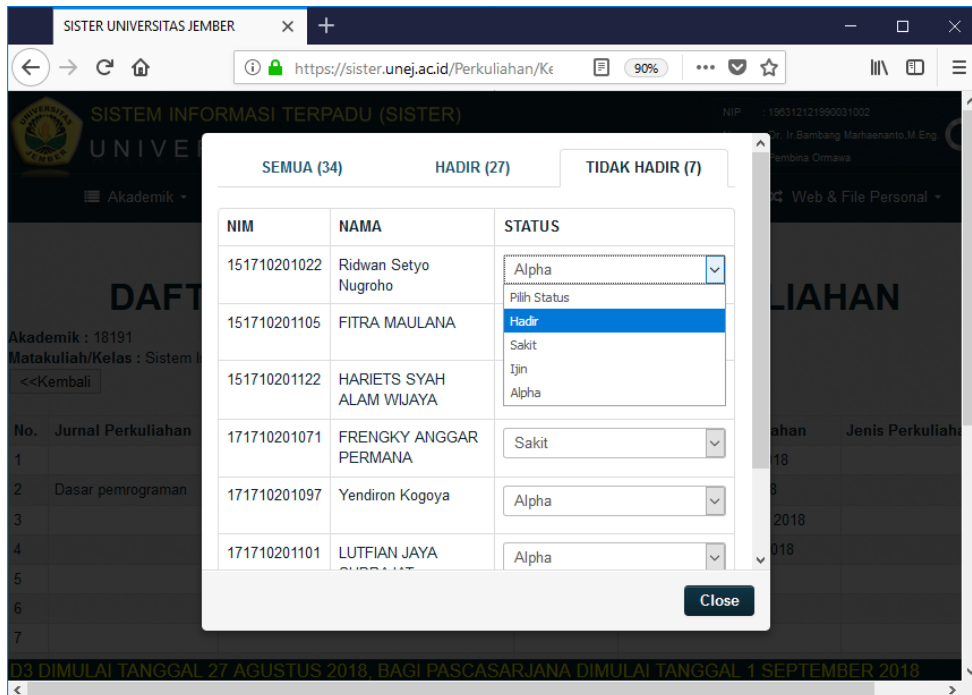 SISTER UNIVERSITAS JEMBER
https://sister.unej.ac.id/Perkuliahan/Ke
90%
SISTEM INFORMASI TERPADU (SISTER)
NIP : 196312121990031002
Dr. Ir.Bambang Marhaenanto,M.Eng.
UNIVE
Pembina Ormawa
Akademik
Web & File Personal
SEMUA (34) HADIR (27) TIDAK HADIR (7)
NIM NAMA STATUS
151710201022 Ridwan Setyo Nugroho Alpha
Pilih Status
Hadir
Sakit
Ijin
Alpha
151710201105 FITRA MAULANA
151710201122 HARIETS SYAH ALAM WIJAYA
171710201071 FRENGKY ANGGAR PERMANA Sakit
171710201097 Yendiron Kogoya Alpha
171710201101 LUTFIAN JAYA Alpha
Close
DAFT LIAHAN
Akademik : 18191
Matakuliah/Kelas : Sistem I
<<Kembali
No. Jurnal Perkuliahan ahan Jenis Perkuliaha
1 18
2 Dasar pemrograman 8
3 2018
4 018
5
6
7
D3 DIMULAI TANGGAL 27 AGUSTUS 2018, BAGI PASCASARJANA DIMULAI TANGGAL 1 SEPTEMBER 2018